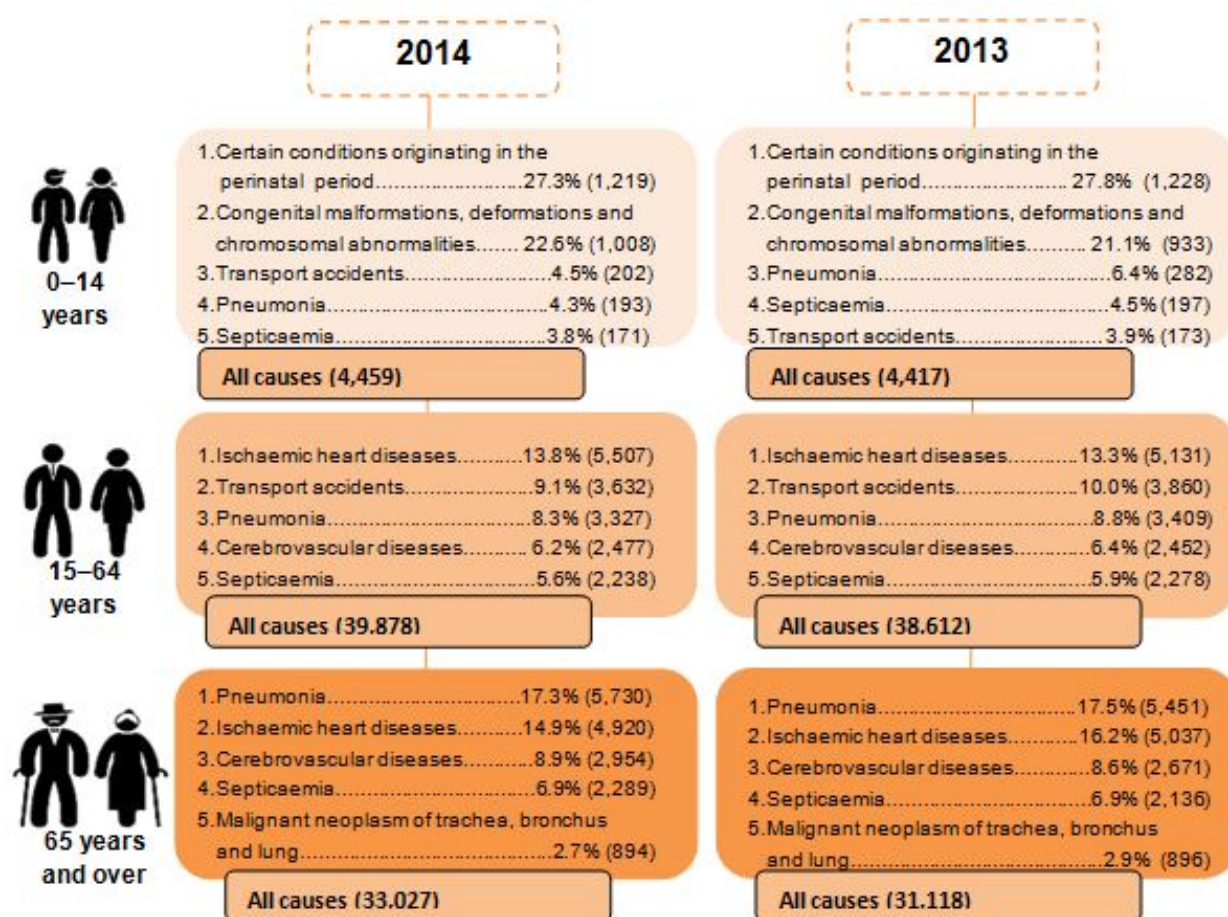 2014
2013
0–14
years
1.Certain conditions originating in the
perinatal period........................27.3% (1,219)
2.Congenital malformations, deformations and
chromosomal abnormalities....... 22.6% (1,008)
3.Transport accidents........................4.5% (202)
4.Pneumonia...................................4.3% (193)
5.Septicaemia..................................3.8% (171)
All causes (4,459)
1.Certain conditions originating in the
perinatal period....................... 27.8% (1,228)
2.Congenital malformations, deformations and
chromosomal abnormalities........ 21.1% (933)
3.Pneumonia...................................6.4% (282)
4.Septicaemia..................................4.5% (197)
5.Transport accidents........................3.9% (173)
All causes (4,417)
15–64
years
1.Ischaemic heart diseases..........13.8% (5,507)
2.Transport accidents...................9.1% (3,632)
3.Pneumonia................................8.3% (3,327)
4.Cerebrovascular diseases..........6.2% (2,477)
5.Septicaemia...............................5.6% (2,238)
All causes (39.878)
1.Ischaemic heart diseases...........13.3% (5,131)
2.Transport accidents...................10.0% (3,860)
3.Pneumonia................................8.8% (3,409)
4.Cerebrovascular diseases...........6.4% (2,452)
5.Septicaemia...............................5.9% (2,278)
All causes (38.612)
65 years
and over
1.Pneumonia...............................17.3% (5,730)
2.Ischaemic heart diseases..........14.9% (4,920)
3.Cerebrovascular diseases..........8.9% (2,954)
4.Septicaemia...............................6.9% (2,289)
5.Malignant neoplasm of trachea, bronchus
and lung........................................2.7% (894)
All causes (33.027)
1.Pneumonia................................17.5%(5,451)
2.Ischaemic heart diseases...........16.2% (5,037)
3.Cerebrovascular diseases...........8.6% (2,671)
4.Septicaemia...............................6.9% (2,136)
5.Malignant neoplasm of trachea, bronchus
and lung........................................2.9% (896)
All causes (31.118)